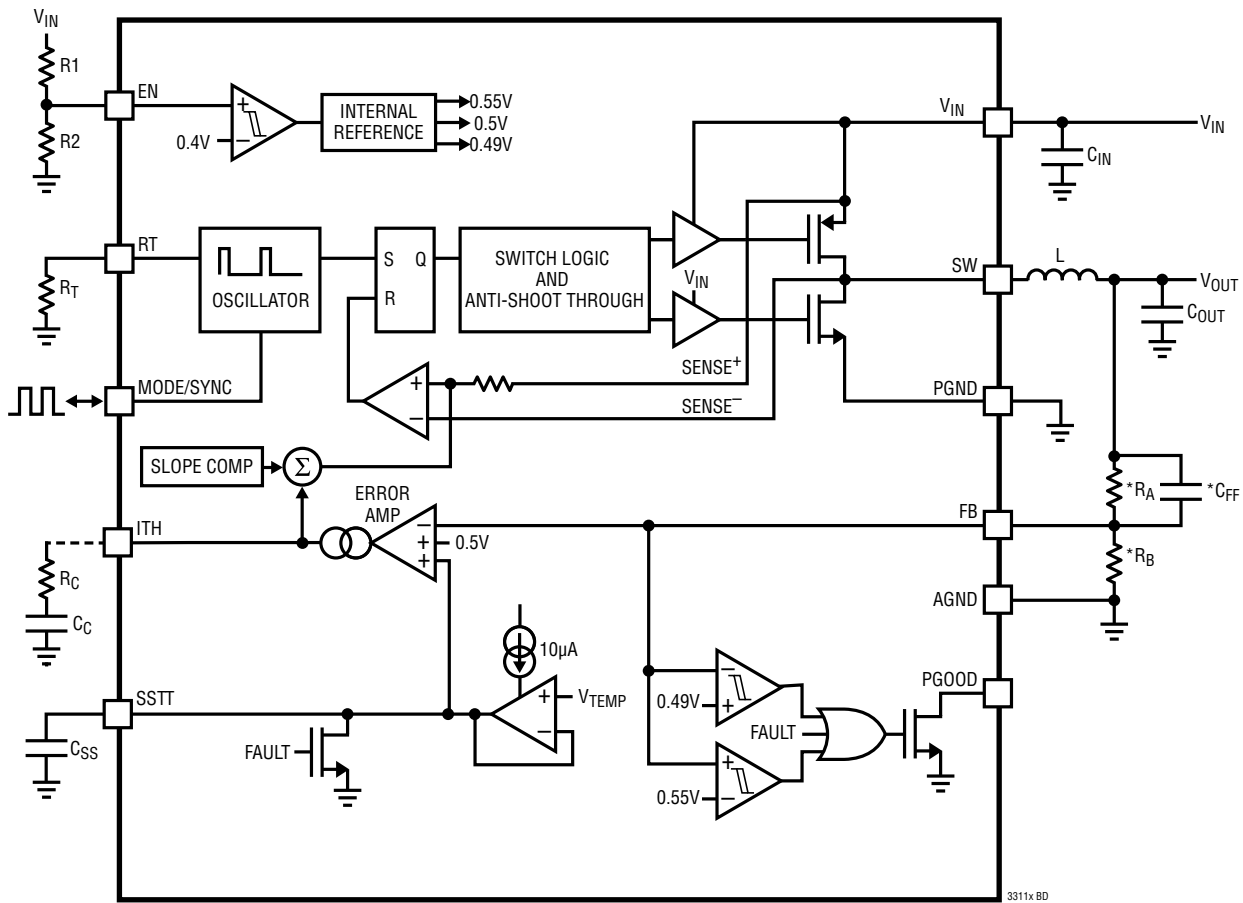 VIN
R1
EN
R2
0.4V
+
−
INTERNAL
REFERENCE
0.55V
0.5V
0.49V
VIN
VIN
CIN
RT
RT
OSCILLATOR
S Q
R
SWITCH LOGIC
AND
ANTI-SHOOT THROUGH
VIN
SW
L
VOUT
COUT
MODE/SYNC
+
−
SENSE+
SENSE−
PGND
SLOPE COMP
Σ
ERROR
AMP
ITH
−
+
+
0.5V
FB
*RA
*CFF
*RB
AGND
RC
CC
10µA
SSTT
CSS
FAULT
+
−
VTEMP
−
+
0.49V
FAULT
+
−
0.55V
PGOOD
3311x BD